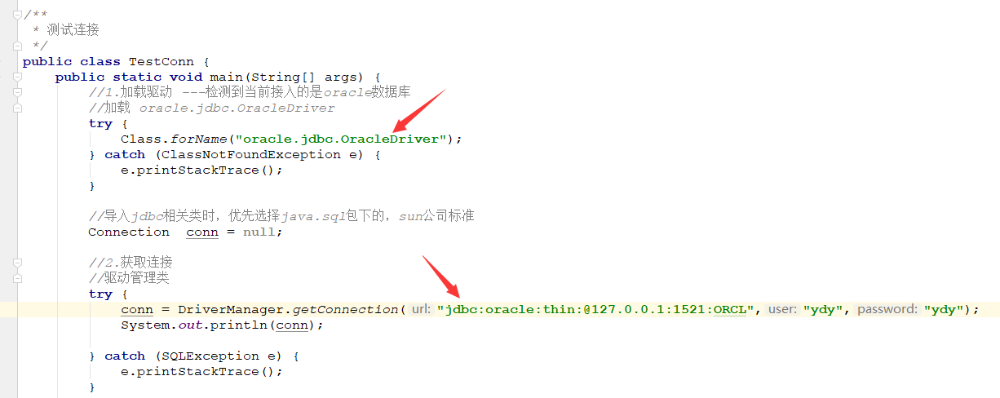 /**
 * 测试连接
 */
public class TestConn {
    public static void main(String[] args) {
        //1.加载驱动 ---检测到当前接入的是oracle数据库
        //加载 oracle.jdbc.OracleDriver
        try {
            Class.forName("oracle.jdbc.OracleDriver");
        } catch (ClassNotFoundException e) {
            e.printStackTrace();
        }
        //导入jdbc相关类时，优先选择java.sql包下的，sun公司标准
        Connection  conn = null;
        //2.获取连接
        //驱动管理类
        try {
            conn = DriverManager.getConnection( url: "jdbc:oracle:thin:@127.0.0.1:1521:ORCL", user: "ydy", password: "ydy");
            System.out.println(conn);
        } catch (SQLException e) {
            e.printStackTrace();
        }